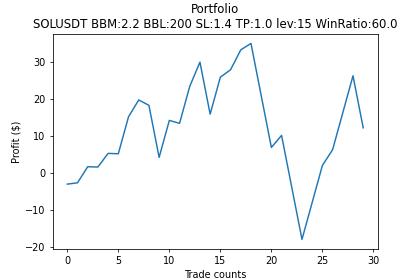 Portfolio
SOLUSDT BBM:2.2 BBL:200 SL:1.4 TP:1.0 lev:15 WinRatio:60.0
30
20
10
0
−10
−20
Profit ($)
0 5 10 15 20 25 30
Trade counts